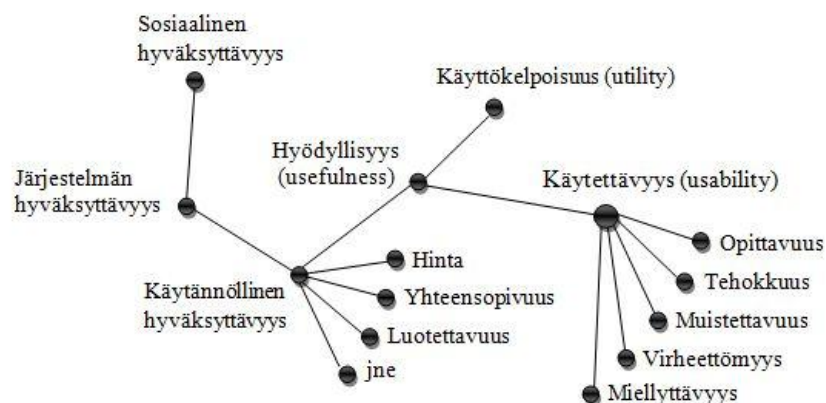 Sosiaalinen
hyväksyttävyys
Käyttökelpoisuus (utility)
Hyödyllisyys
(usefulness)
Järjestelmän
hyväksyttävyys
Käytettävyys (usability)
Opittavuus
Hinta
Tehokkuus
Käytännöllinen
hyväksyttävyys
Yhteensopivuus
Muistettavuus
Luotettavuus
Virheettömyys
jne
Miellyttävyys